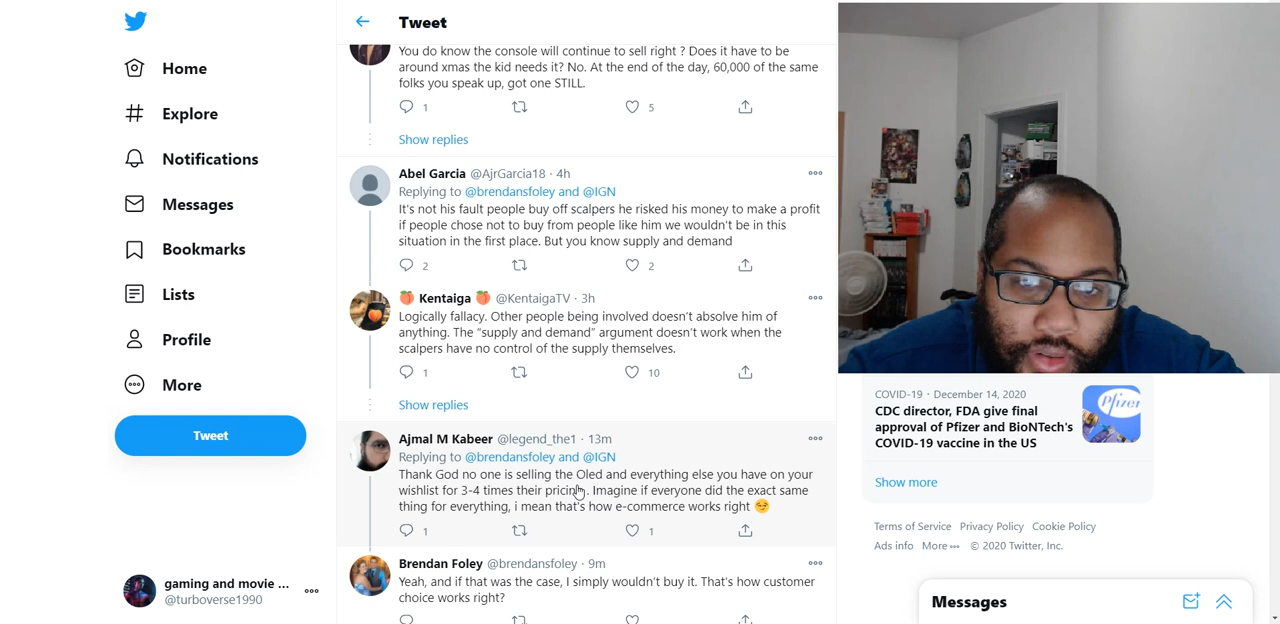 Home
Explore
Notifications
Messages
Bookmarks
Lists
Profile
More
Tweet
gaming and movie ...
@turboverse1990
Tweet
You do know the console will continue to sell right ? Does it have to be
around xmas the kid needs it? No. At the end of the day, 60,000 of the same
folks you speak up, got one STILL.
1 5
Show replies
Abel Garcia @AjrGarcia18 · 4h
Replying to @brendansfoley and @IGN
It's not his fault people buy off scalpers he risked his money to make a profit
if people chose not to buy from people like him we wouldn't be in this
situation in the first place. But you know supply and demand
2 2
🍑 Kentaiga 🍑 @KentaigaTV · 3h
Logically fallacy. Other people being involved doesn't absolve him of
anything. The "supply and demand" argument doesn't work when the
scalpers have no control of the supply themselves.
1 10
Show replies
Ajmal M Kabeer @legend_the1 · 13m
Replying to @brendansfoley and @IGN
Thank God no one is selling the Oled and everything else you have on your
wishlist for 3-4 times their pricing. Imagine if everyone did the exact same
thing for everything, i mean that's how e-commerce works right 😏
1 1
Brendan Foley @brendansfoley · 9m
Yeah, and if that was the case, I simply wouldn't buy it. That's how customer
choice works right?
COVID-19 · December 14, 2020
CDC director, FDA give final
approval of Pfizer and BioNTech's
COVID-19 vaccine in the US
Pfizer
Show more
Terms of Service Privacy Policy Cookie Policy
Ads info More ··· © 2020 Twitter, Inc.
Messages